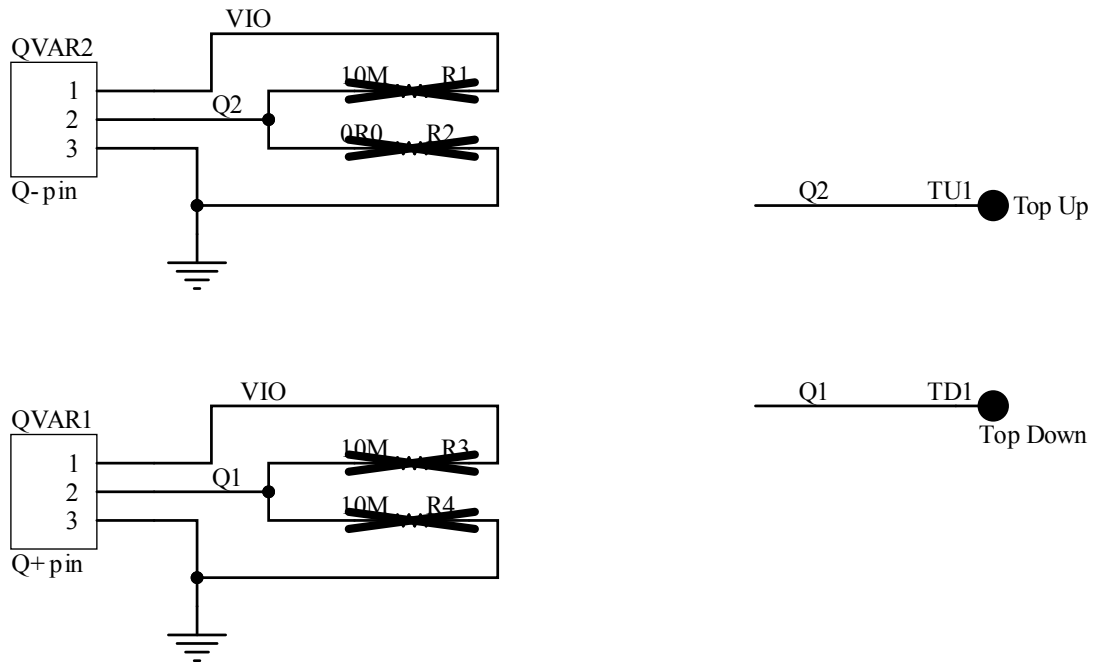 VIO
QVAR2
10M R1
1
Q2
2
0R0 R2
3
Q- pin
Q2 TU1 Top Up
VIO
QVAR1
10M R3
1
Q1
2
10M R4
3
Q+ pin
Q1 TD1
Top Down